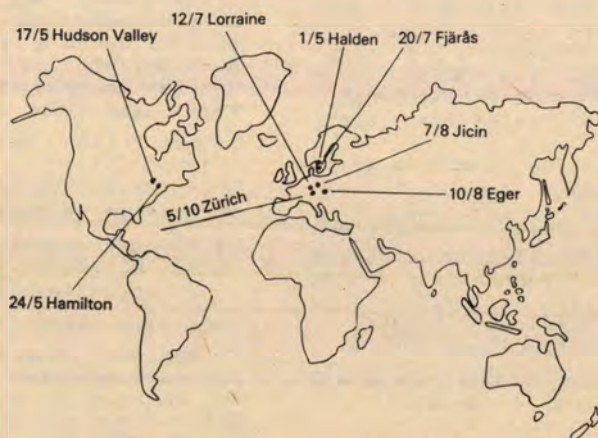 12/7 Lorraine
17/5 Hudson Valley
1/5 Halden
20/7 Fjärås
7/8 Jicin
10/8 Eger
5/10 Zürich
24/5 Hamilton